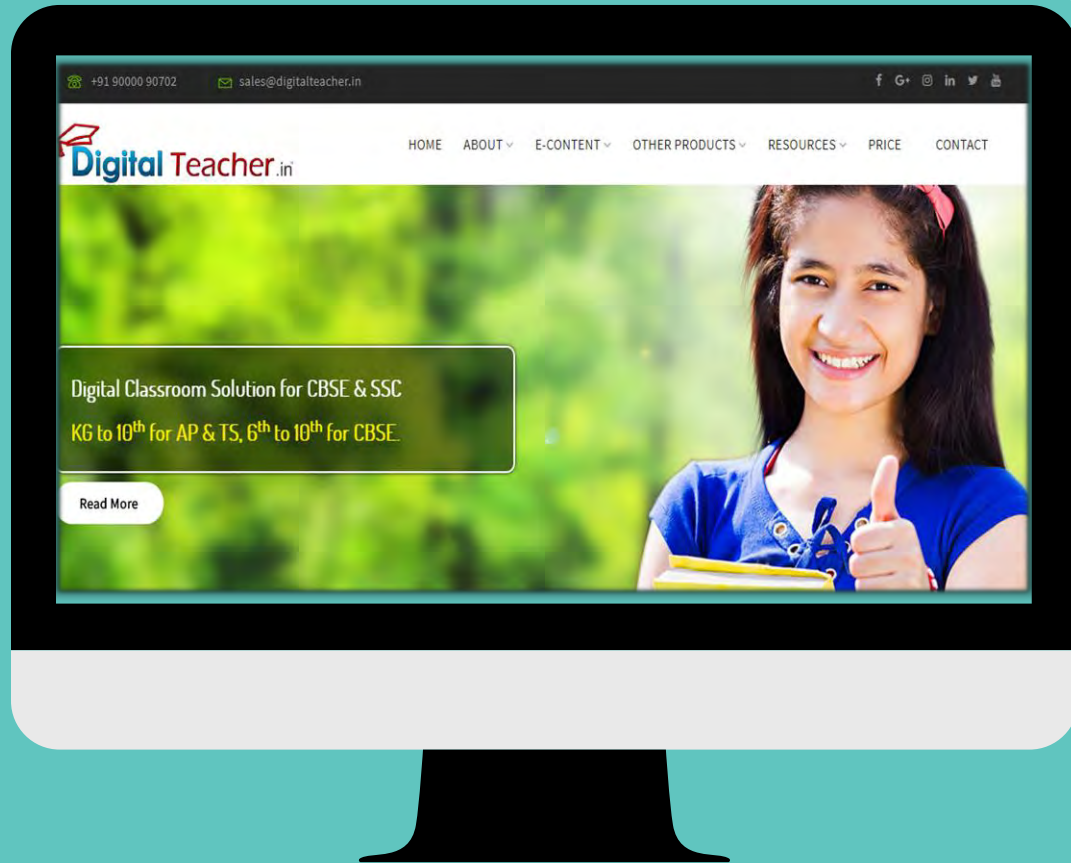 +91 90000 90702 sales@digitalteacher.in f G+ in
Digital Teacher.in
HOME ABOUT E-CONTENT OTHER PRODUCTS RESOURCES PRICE CONTACT
Digital Classroom Solution for CBSE & SSC
KG to 10th for AP & TS, 6th to 10th for CBSE.
Read More